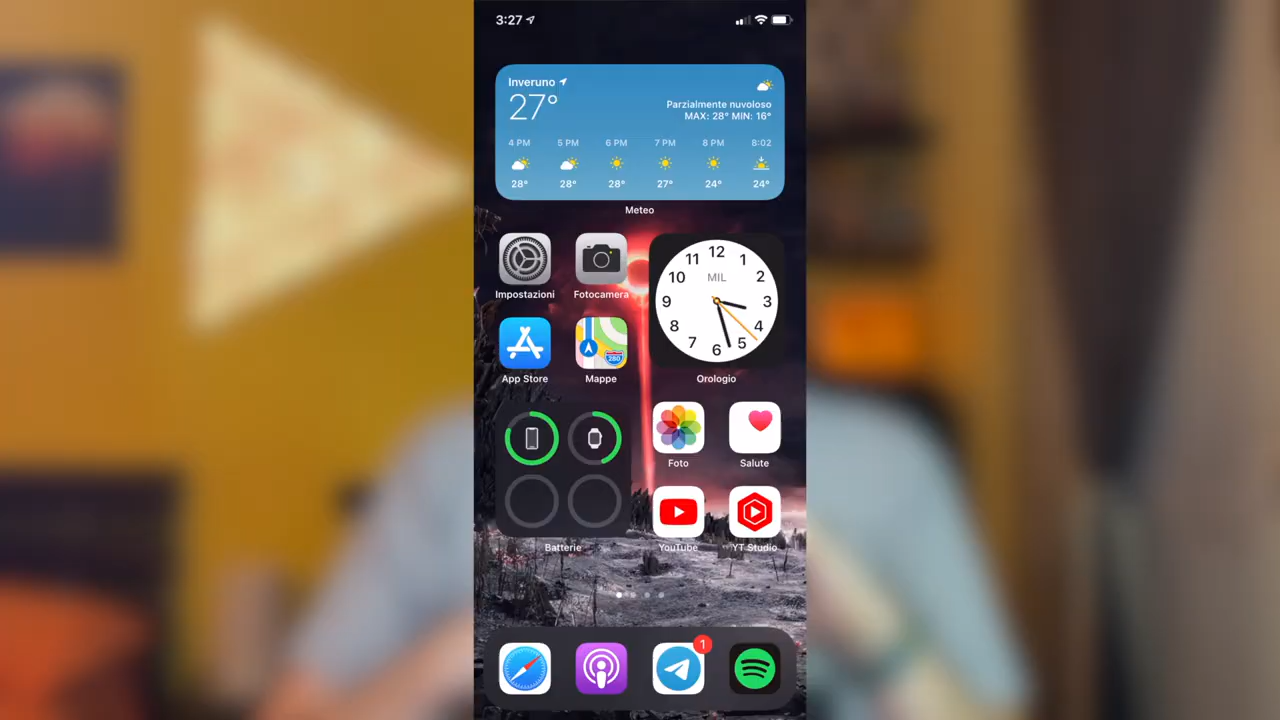 3:27
Inveruno
27°
Parzialmente nuvoloso
MAX: 28° MIN: 16°
4 PM 5 PM 6 PM 7 PM 8 PM 8:02
28° 28° 28° 27° 24° 24°
Meteo
Impostazioni
Fotocamera
App Store
Mappe
280
12
1
2
3
4
5
6
7
8
9
10
11
MIL
Orologio
Batterie
Foto
Salute
YouTube
YT Studio
1